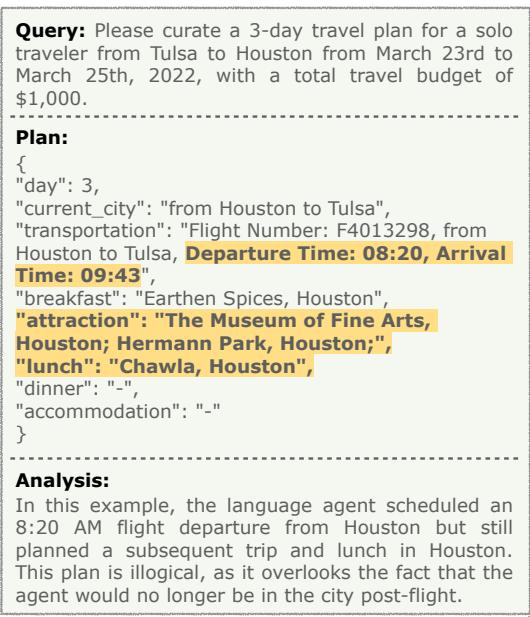 Query: Please curate a 3-day travel plan for a solo
traveler from Tulsa to Houston from March 23rd to
March 25th, 2022, with a total travel budget of
$1,000.
Plan:
{
"day": 3,
"current_city": "from Houston to Tulsa",
"transportation": "Flight Number: F4013298, from
Houston to Tulsa, Departure Time: 08:20, Arrival
Time: 09:43",
"breakfast": "Earthen Spices, Houston",
"attraction": "The Museum of Fine Arts,
Houston; Hermann Park, Houston;",
"lunch": "Chawla, Houston",
"dinner": "-",
"accommodation": "-"
}
Analysis:
In this example, the language agent scheduled an
8:20 AM flight departure from Houston but still
planned a subsequent trip and lunch in Houston.
This plan is illogical, as it overlooks the fact that the
agent would no longer be in the city post-flight.